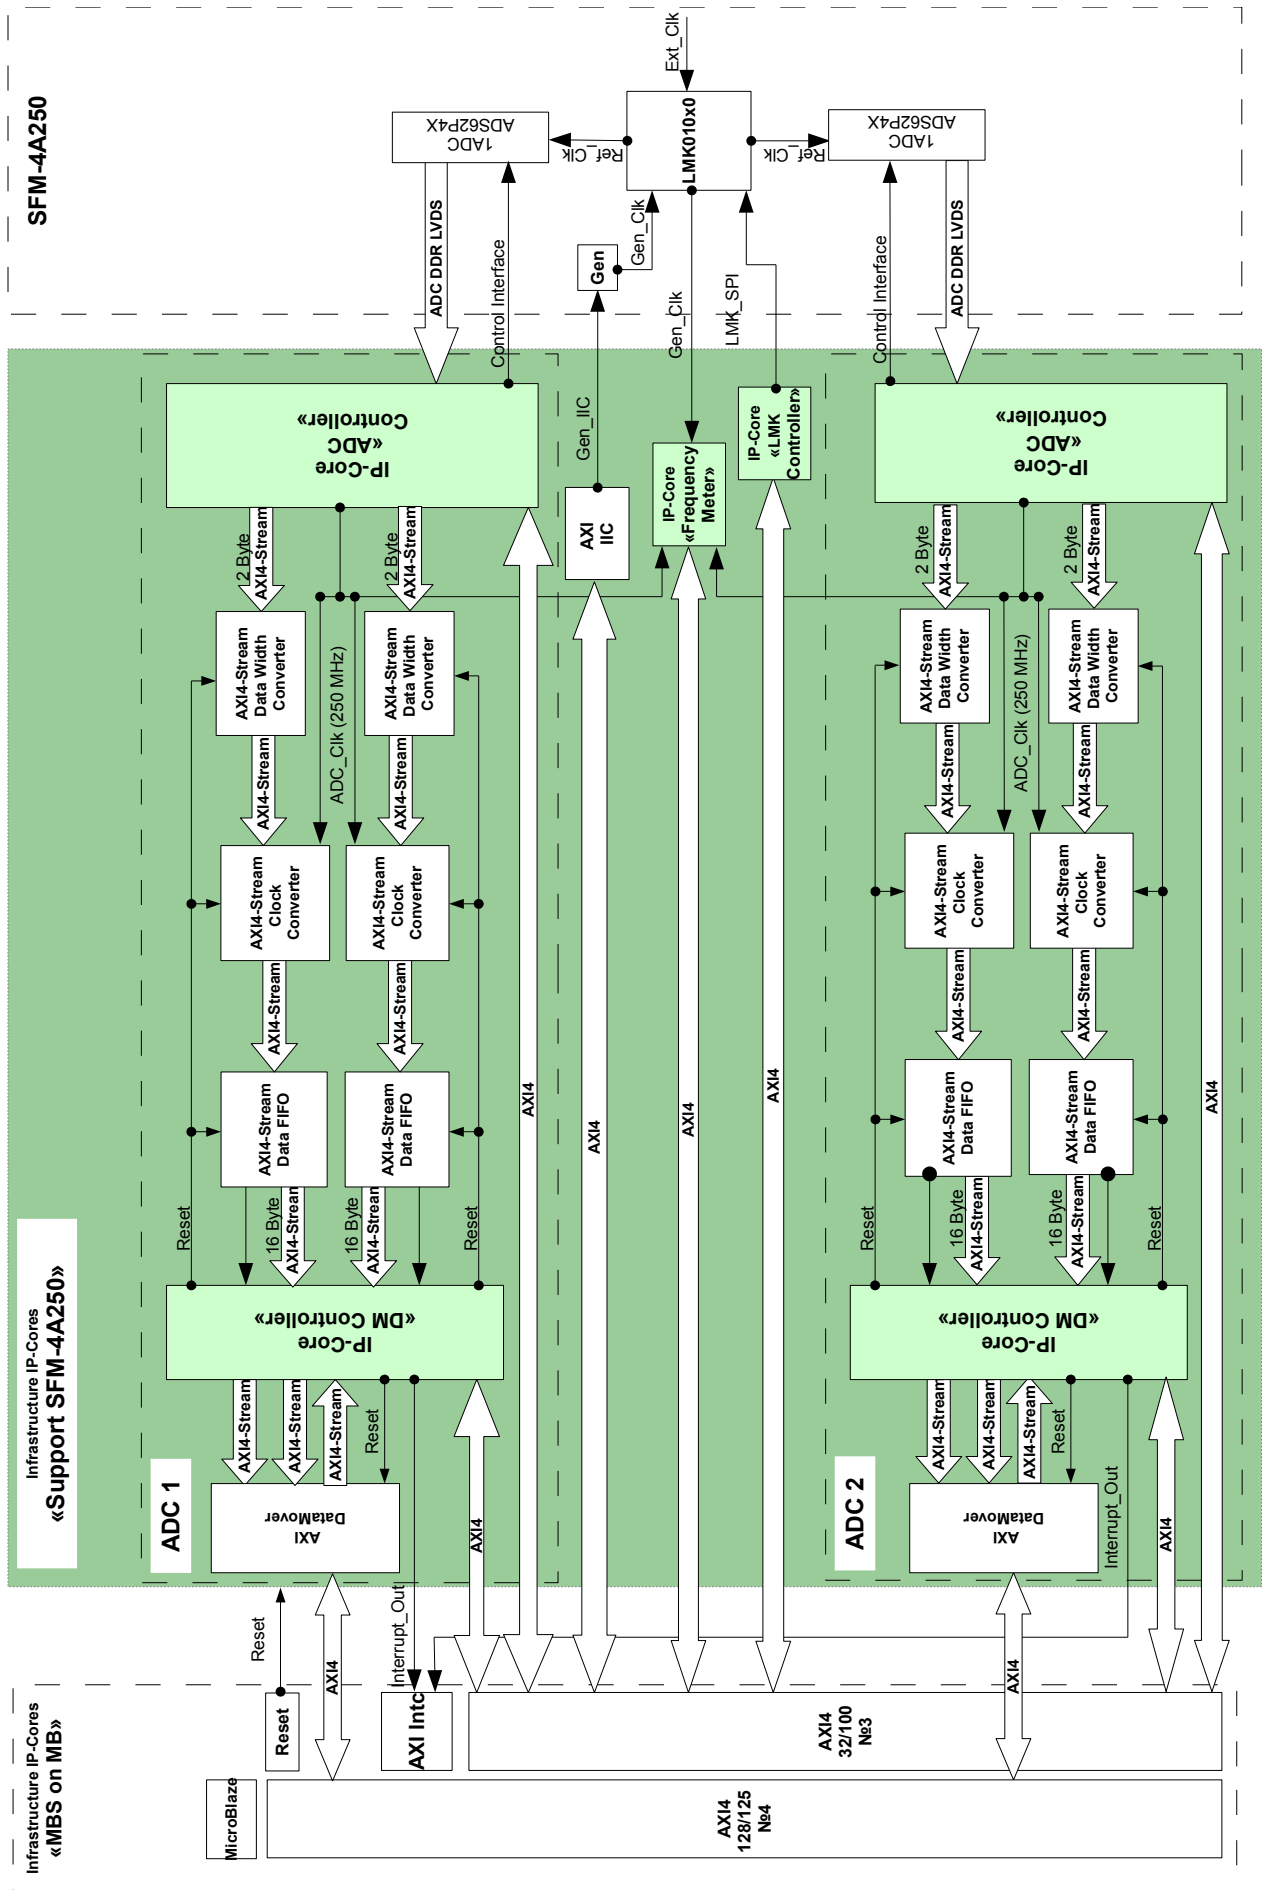 SFM-4A250
Ext_Clk
1ADC
ADS62P4X
Ref_Clk
LMK010x0
Ref_Clk
1ADC
ADS62P4X
ADC DDR LVDS
Control Interface
Gen
Gen_Clk
Gen_Clk
LMK_SPI
Control Interface
ADC DDR LVDS
Infrastructure IP-Cores
«Support SFM-4A250»
ADC 1
IP-Core
«ADC
Controller»
Gen_IIC
AXI
IIC
IP-Core
«Frequency
Meter»
IP-Core
«LMK
Controller»
2 Byte
AXI4-Stream
2 Byte
AXI4-Stream
AXI4-Stream
Data Width
Converter
AXI4-Stream
Data Width
Converter
ADC_Clk (250 MHz)
AXI4-Stream
AXI4-Stream
AXI4-Stream
Clock
Converter
AXI4-Stream
Clock
Converter
AXI4-Stream
AXI4-Stream
AXI4-Stream
Data FIFO
AXI4-Stream
Data FIFO
Reset
16 Byte
AXI4-Stream
16 Byte
AXI4-Stream
Reset
IP-Core
«DM Controller»
AXI4-Stream
AXI4-Stream
AXI4-Stream
Reset
AXI
DataMover
AXI4
AXI4
AXI4
AXI4
AXI4
ADC 2
IP-Core
«ADC
Controller»
2 Byte
AXI4-Stream
2 Byte
AXI4-Stream
AXI4-Stream
Data Width
Converter
AXI4-Stream
Data Width
Converter
ADC_Clk (250 MHz)
AXI4-Stream
AXI4-Stream
AXI4-Stream
Clock
Converter
AXI4-Stream
Clock
Converter
AXI4-Stream
AXI4-Stream
AXI4-Stream
Data FIFO
AXI4-Stream
Data FIFO
Reset
16 Byte
AXI4-Stream
16 Byte
AXI4-Stream
Reset
IP-Core
«DM Controller»
AXI4-Stream
AXI4-Stream
AXI4-Stream
Reset
Interrupt_Out
AXI
DataMover
AXI4
AXI4
Reset
AXI4
Interrupt_Out
AXI4
Infrastructure IP-Cores
«MBS on MB»
Reset
AXI Intc
AXI4
32/100
№3
MicroBlaze
AXI4
128/125
№4